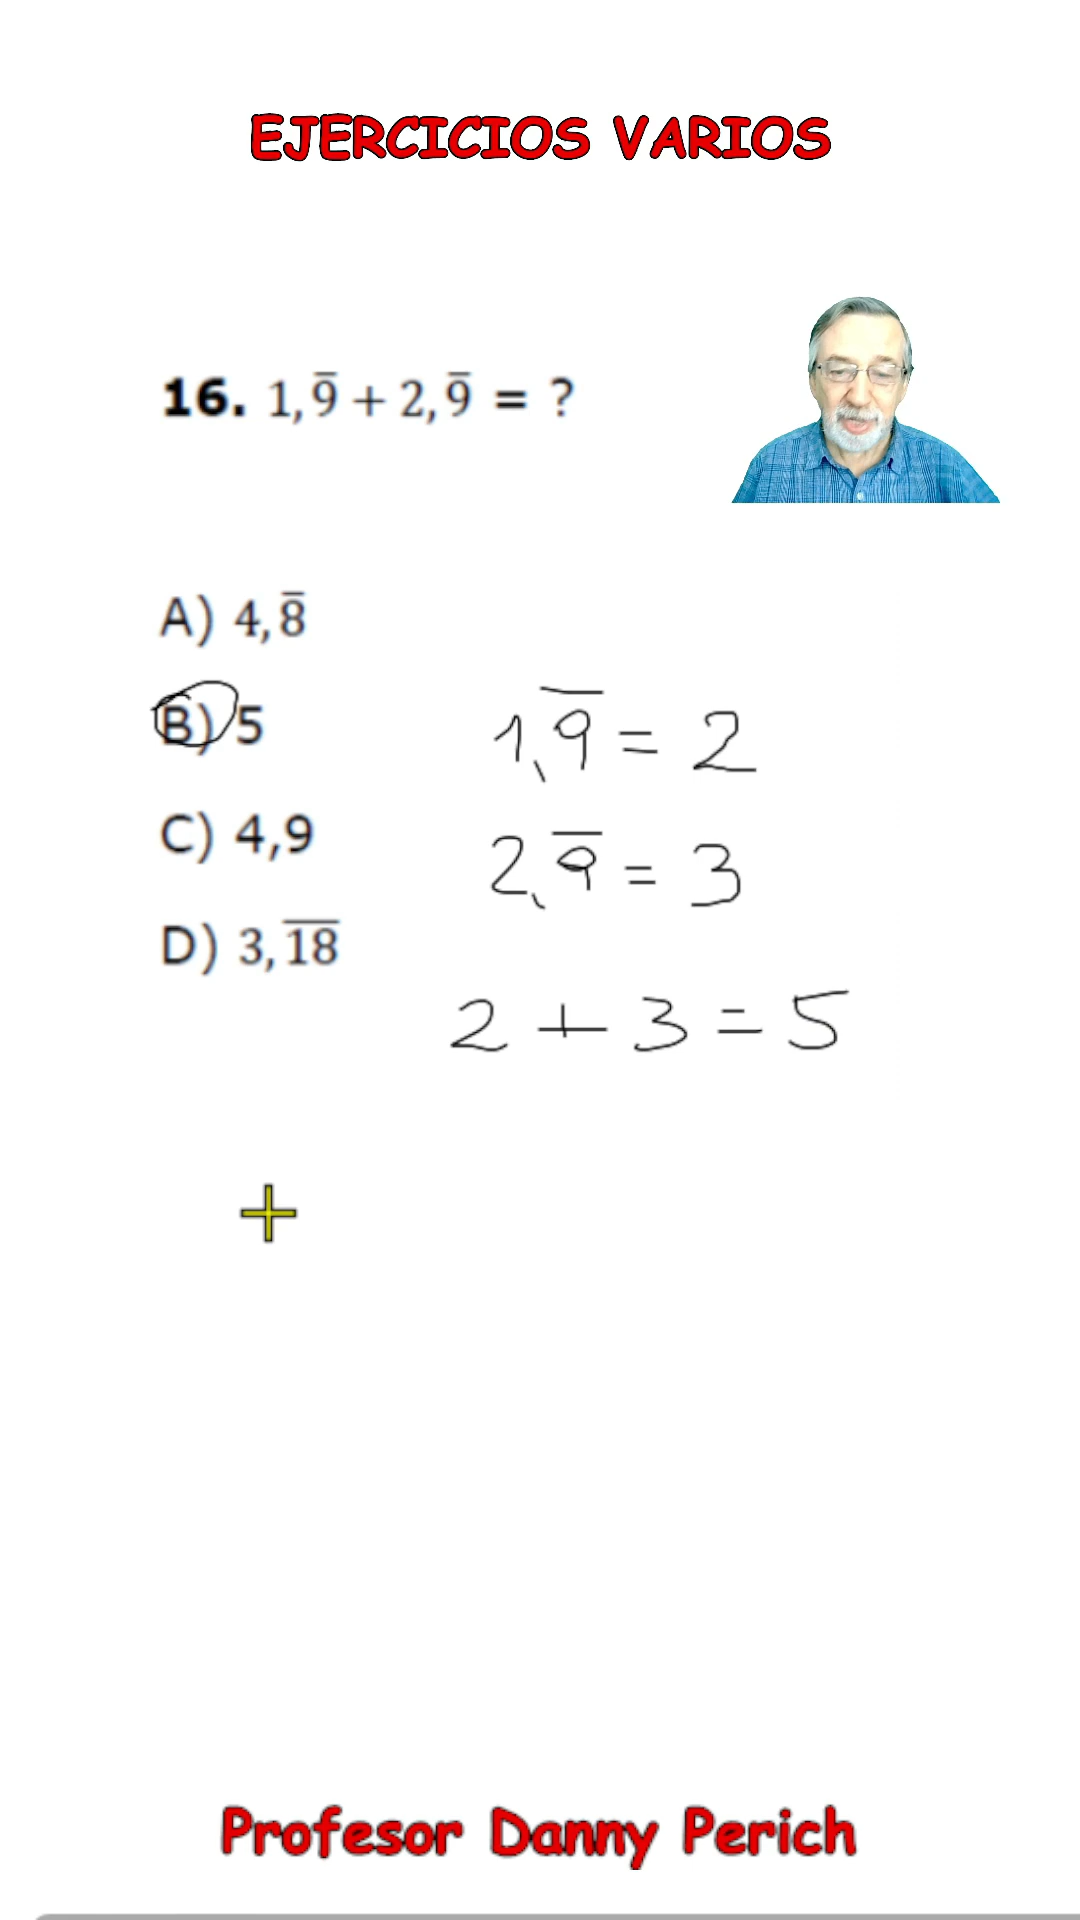 EJERCICIOS VARIOS
16. 1,9̅ + 2,9̅ = ?
A) 4,8̅
B) 5
C) 4,9
D) 3,1̅8̅
1,9̅ = 2
2,9̅ = 3
2 + 3 = 5
Profesor Danny Perich